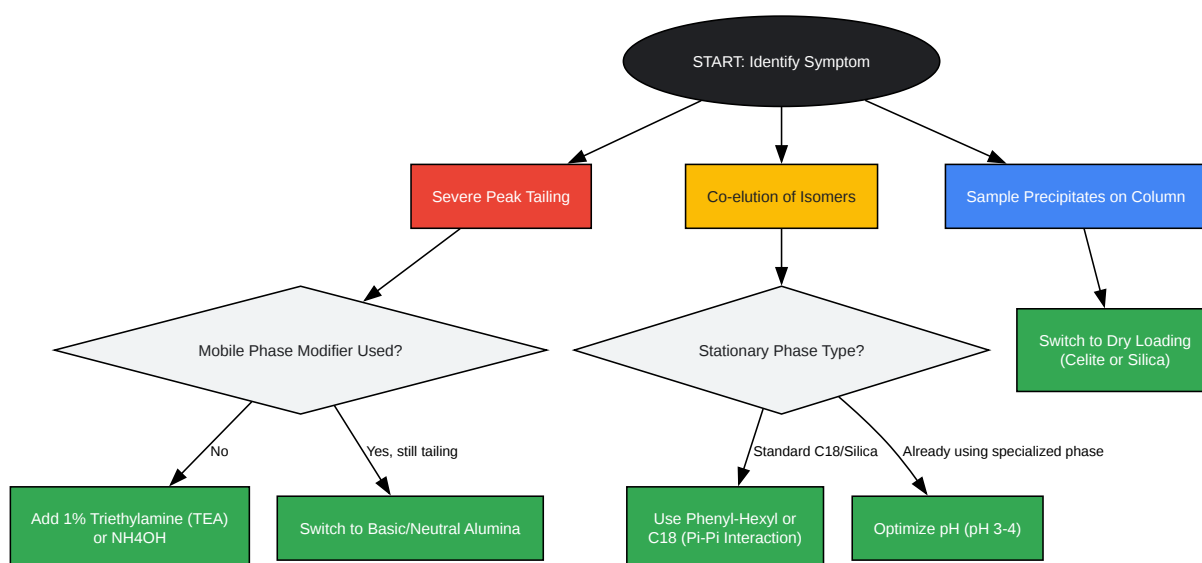 START: Identify Symptom
Severe Peak Tailing
Co-elution of Isomers
Sample Precipitates on Column
Mobile Phase Modifier Used?
Stationary Phase Type?
Switch to Dry Loading
(Celite or Silica)
No
Yes, still tailing
Standard C18/Silica
Already using specialized phase
Add 1% Triethylamine (TEA)
or NH4OH
Switch to Basic/Neutral Alumina
Use Phenyl-Hexyl or
C18 (Pi-Pi Interaction)
Optimize pH (pH 3-4)